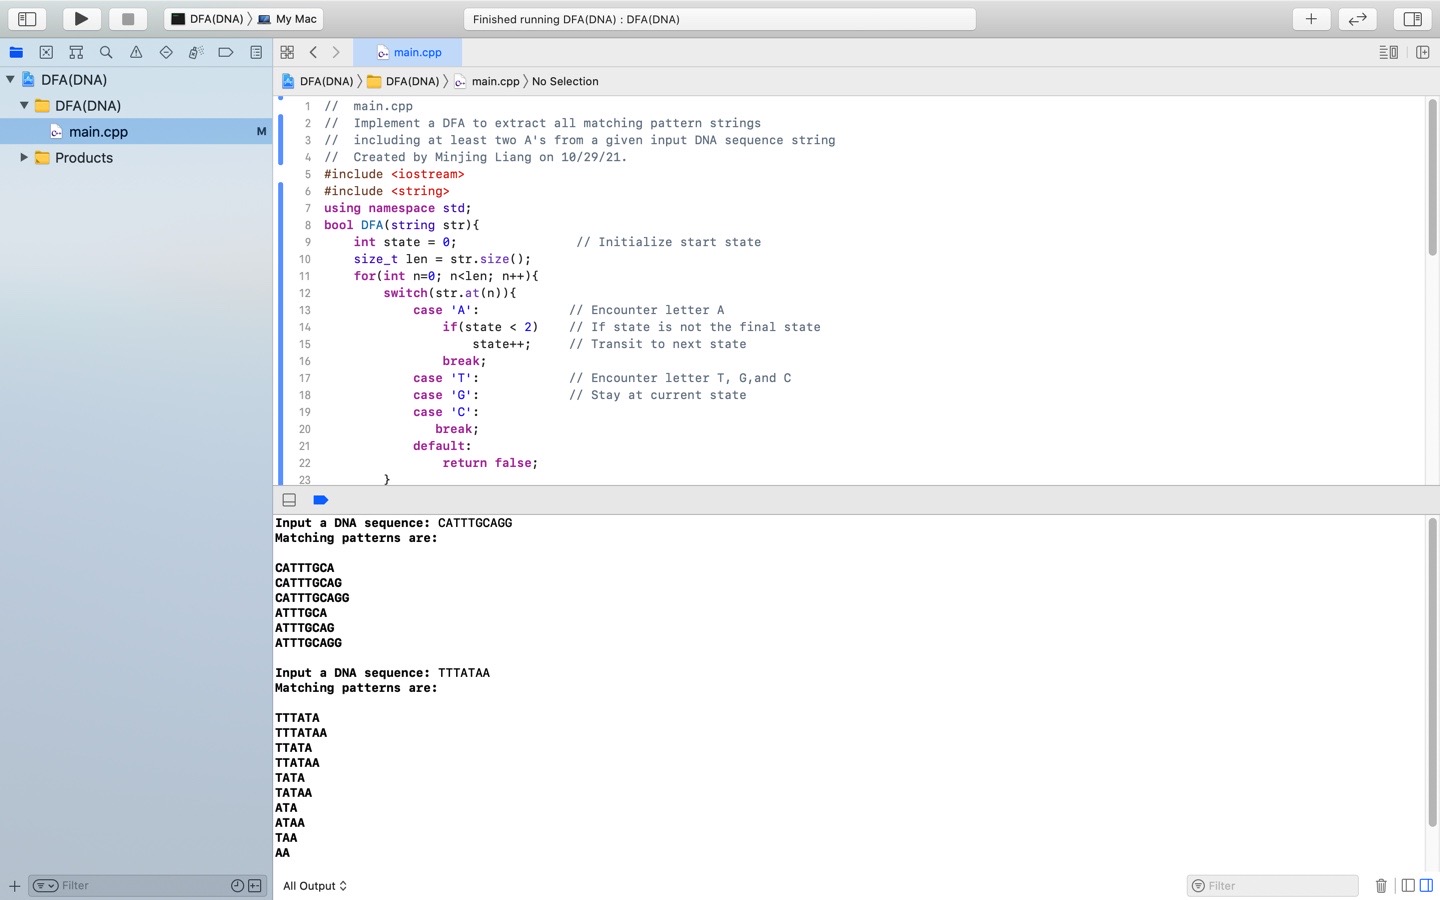 DFA(DNA) 〉 My Mac
Finished running DFA(DNA) : DFA(DNA)
main.cpp
DFA(DNA)
DFA(DNA)
main.cpp M
Products
DFA(DNA) 〉 DFA(DNA) 〉 main.cpp 〉 No Selection
1 //  main.cpp
2 //  Implement a DFA to extract all matching pattern strings
3 //  including at least two A's from a given input DNA sequence string
4 //  Created by Minjing Liang on 10/29/21.
5 #include <iostream>
6 #include <string>
7 using namespace std;
8 bool DFA(string str){
9     int state = 0;                // Initialize start state
10     size_t len = str.size();
11     for(int n=0; n<len; n++){
12         switch(str.at(n)){
13             case 'A':            // Encounter letter A
14                 if(state < 2)    // If state is not the final state
15                     state++;     // Transit to next state
16                 break;
17             case 'T':            // Encounter letter T, G,and C
18             case 'G':            // Stay at current state
19             case 'C':
20                break;
21             default:
22                 return false;
23         }
Input a DNA sequence: CATTTGCAGG
Matching patterns are:
CATTTGCA
CATTTGCAG
CATTTGCAGG
ATTTGCA
ATTTGCAG
ATTTGCAGG
Input a DNA sequence: TTTATAA
Matching patterns are:
TTTATA
TTTATAA
TTATA
TTATAA
TATA
TATAA
ATA
ATAA
TAA
AA
Filter
All Output
Filter